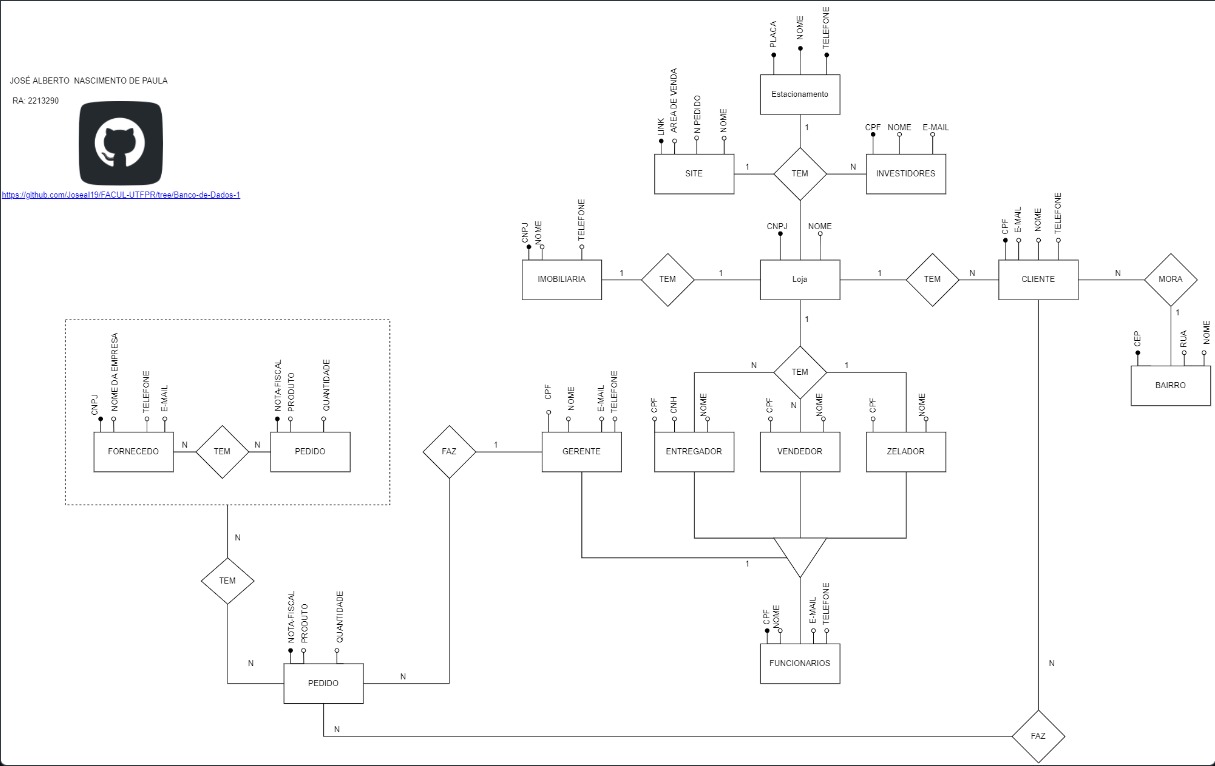 JOSÉ ALBERTO NASCIMENTO DE PAULA
RA: 2213290
https://github.com/Joseal19/FACUL-UTFPR/tree/Banco-de-Dados-1
PLACA
NOME
TELEFONE
Estacionamento
1
LINK
AREA DE VENDA
N PEDIDO
NOME
SITE
1
TEM
N
CPF
NOME
E-MAIL
INVESTIDORES
CNPJ
NOME
TELEFONE
IMOBILIARIA
1
TEM
1
CNPJ
NOME
Loja
1
TEM
N
CPF
E-MAIL
NOME
TELEFONE
CLIENTE
N
MORA
1
CEP
RUA
NOME
BAIRRO
1
N
TEM
1
N
CNPJ
NOME DA EMPRESA
TELEFONE
E-MAIL
FORNECEDO
N
TEM
N
NOTA-FISCAL
PRODUTO
QUANTIDADE
PEDIDO
FAZ
1
CPF
NOME
E-MAIL
TELEFONE
GERENTE
CPF
CNH
NOME
ENTREGADOR
CPF
NOME
VENDEDOR
CPF
NOME
ZELADOR
N
TEM
N
1
CPF
NOME
E-MAIL
TELEFONE
FUNCIONARIOS
NOTA-FISCAL
PRODUTO
QUANTIDADE
PEDIDO
N
N
N
FAZ